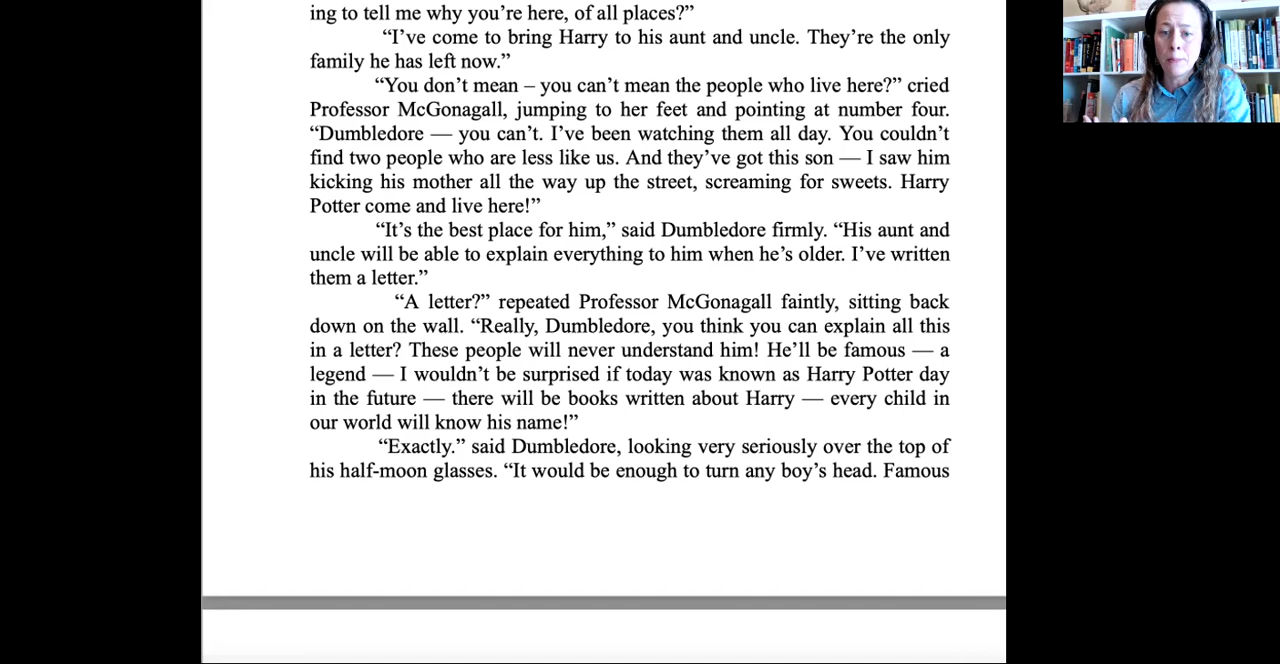 ing to tell me why you’re here, of all places?”
“I’ve come to bring Harry to his aunt and uncle. They’re the only
family he has left now.”
“You don’t mean – you can’t mean the people who live here?” cried
Professor McGonagall, jumping to her feet and pointing at number four.
“Dumbledore — you can’t. I’ve been watching them all day. You couldn’t
find two people who are less like us. And they’ve got this son — I saw him
kicking his mother all the way up the street, screaming for sweets. Harry
Potter come and live here!”
“It’s the best place for him,” said Dumbledore firmly. “His aunt and
uncle will be able to explain everything to him when he’s older. I’ve written
them a letter.”
“A letter?” repeated Professor McGonagall faintly, sitting back
down on the wall. “Really, Dumbledore, you think you can explain all this
in a letter? These people will never understand him! He’ll be famous — a
legend — I wouldn’t be surprised if today was known as Harry Potter day
in the future — there will be books written about Harry — every child in
our world will know his name!”
“Exactly.” said Dumbledore, looking very seriously over the top of
his half-moon glasses. “It would be enough to turn any boy’s head. Famous